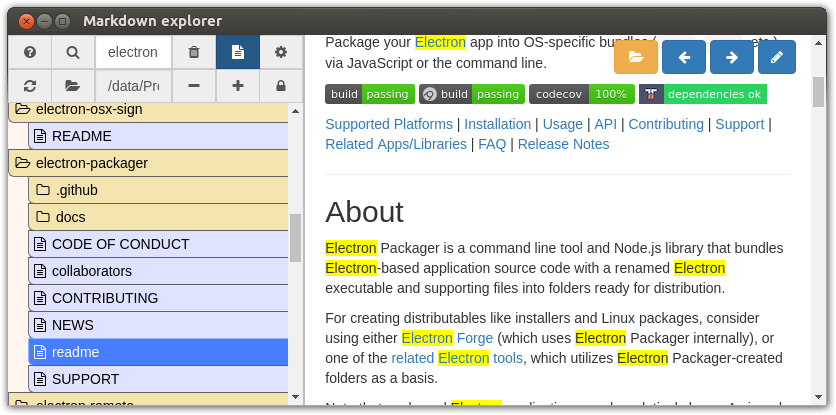 Markdown explorer
electron
/data/Pro
electron-osx-sign
README
electron-packager
.github
docs
CODE OF CONDUCT
collaborators
CONTRIBUTING
NEWS
readme
SUPPORT
electron-remote
Package your Electron app into OS-specific bundles (
via JavaScript or the command line.
build passing build passing codecov 100% dependencies ok
Supported Platforms | Installation | Usage | API | Contributing | Support |
Related Apps/Libraries | FAQ | Release Notes
About
Electron Packager is a command line tool and Node.js library that bundles
Electron-based application source code with a renamed Electron
executable and supporting files into folders ready for distribution.
For creating distributables like installers and Linux packages, consider
using either Electron Forge (which uses Electron Packager internally), or
one of the related Electron tools, which utilizes Electron Packager-created
folders as a basis.